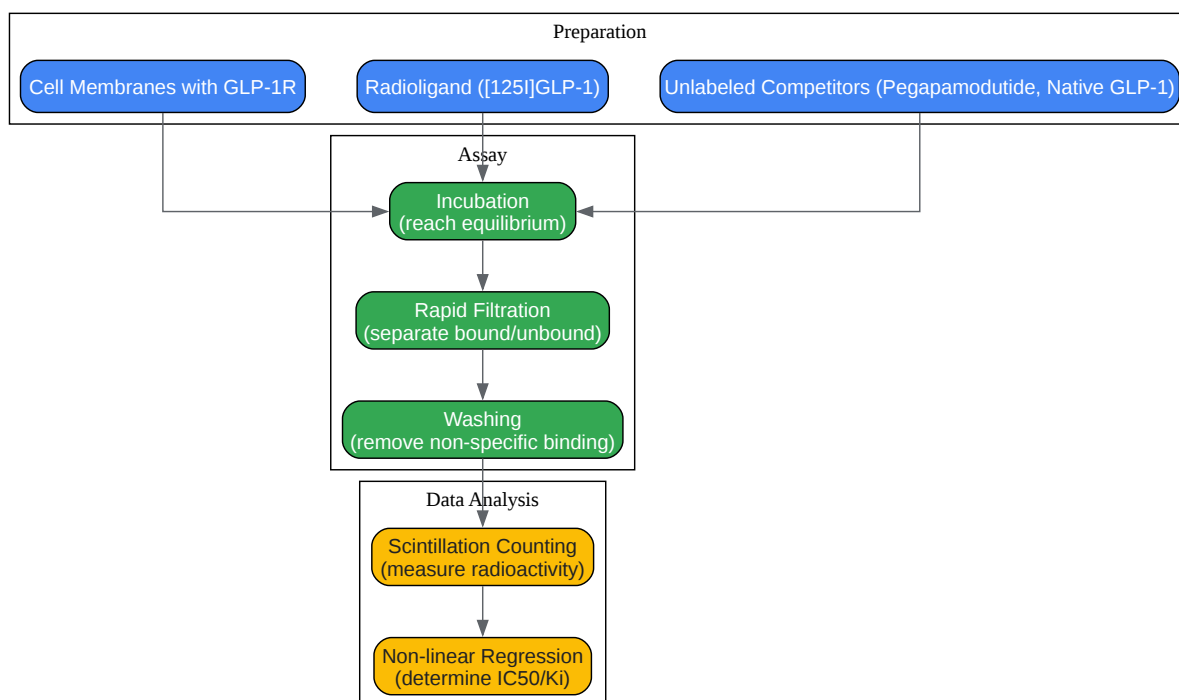 Preparation
Cell Membranes with GLP-1R
Radioligand ([125I]GLP-1)
Unlabeled Competitors (Pegapamodutide, Native GLP-1)
Assay
Incubation
(reach equilibrium)
Rapid Filtration
(separate bound/unbound)
Washing
(remove non-specific binding)
Data Analysis
Scintillation Counting
(measure radioactivity)
Non-linear Regression
(determine IC50/Ki)